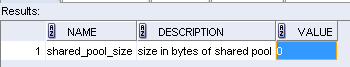 Results:
NAME DESCRIPTION VALUE
1 shared_pool_size size in bytes of shared pool 0